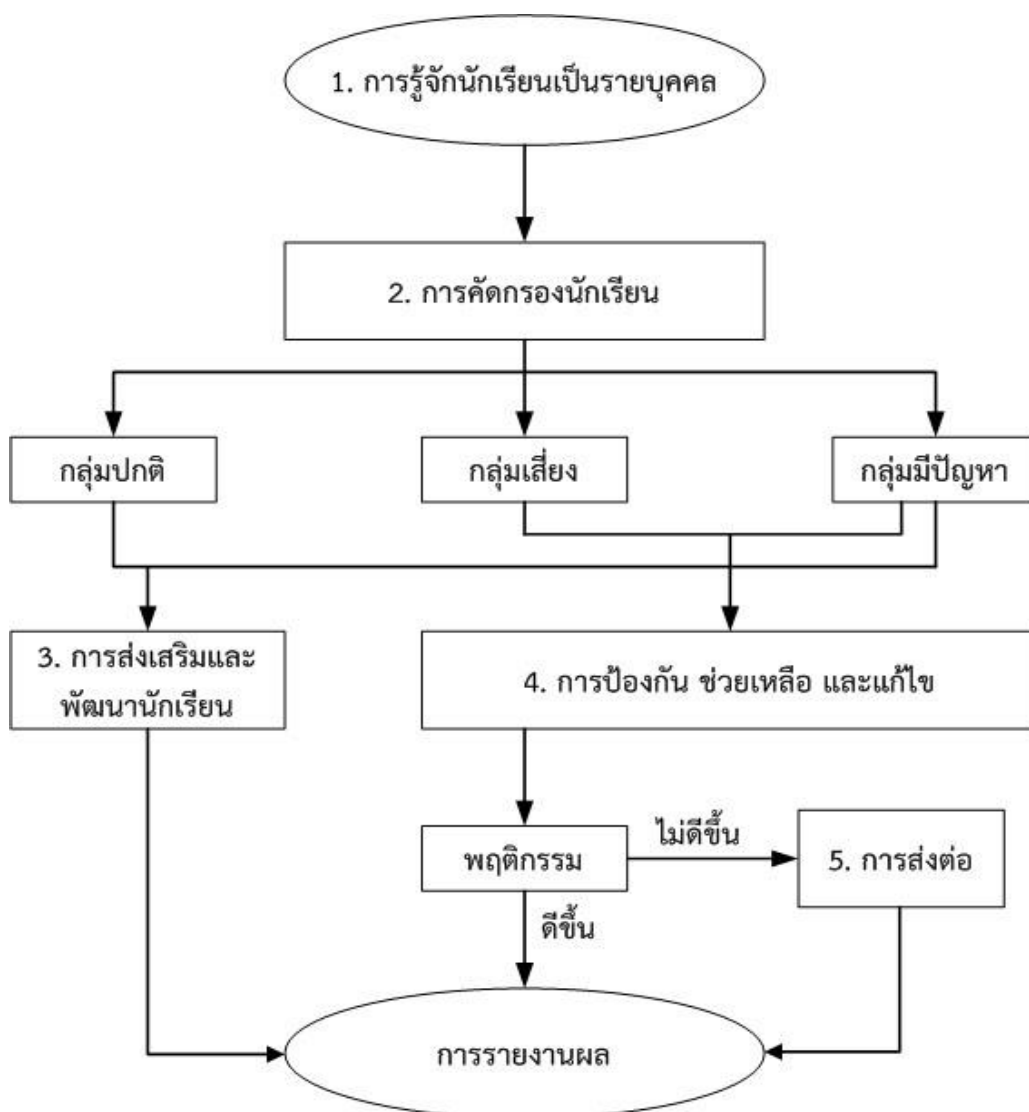 1. การรู้จักนักเรียนเป็นรายบุคคล
2. การคัดกรองนักเรียน
กลุ่มปกติ
กลุ่มเสี่ยง
กลุ่มมีปัญหา
3. การส่งเสริมและ
พัฒนานักเรียน
4. การป้องกัน ช่วยเหลือ และแก้ไข
พฤติกรรม
ไม่ดีขึ้น
5. การส่งต่อ
ดีขึ้น
การรายงานผล